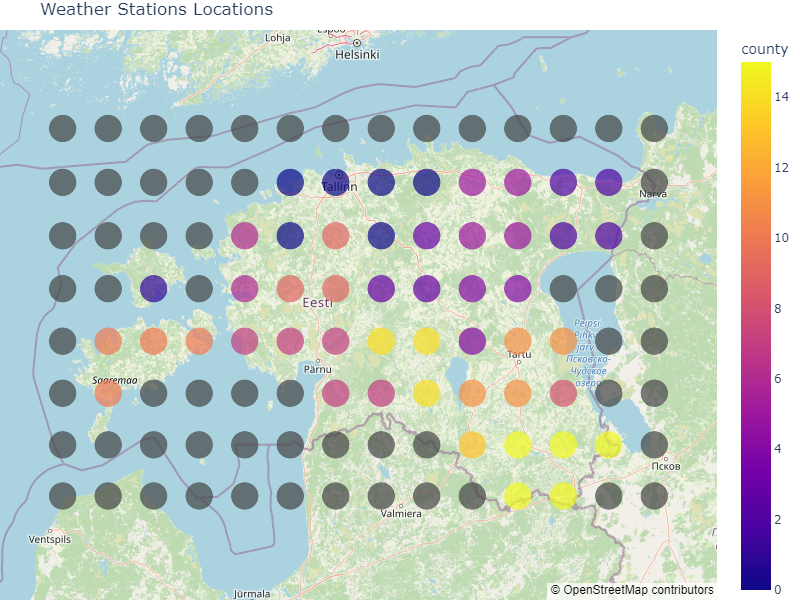 Weather Stations Locations
Lohja
Espoo
Helsinki
county
Tallinn
Narva
14
12
10
8
6
4
2
0
Eesti
Peipsi
järv
Псковско-
Чудское
озеро
Tartu
Pärnu
Saaremaa
Псков
Valmiera
Ventspils
Jūrmala
© OpenStreetMap contributors